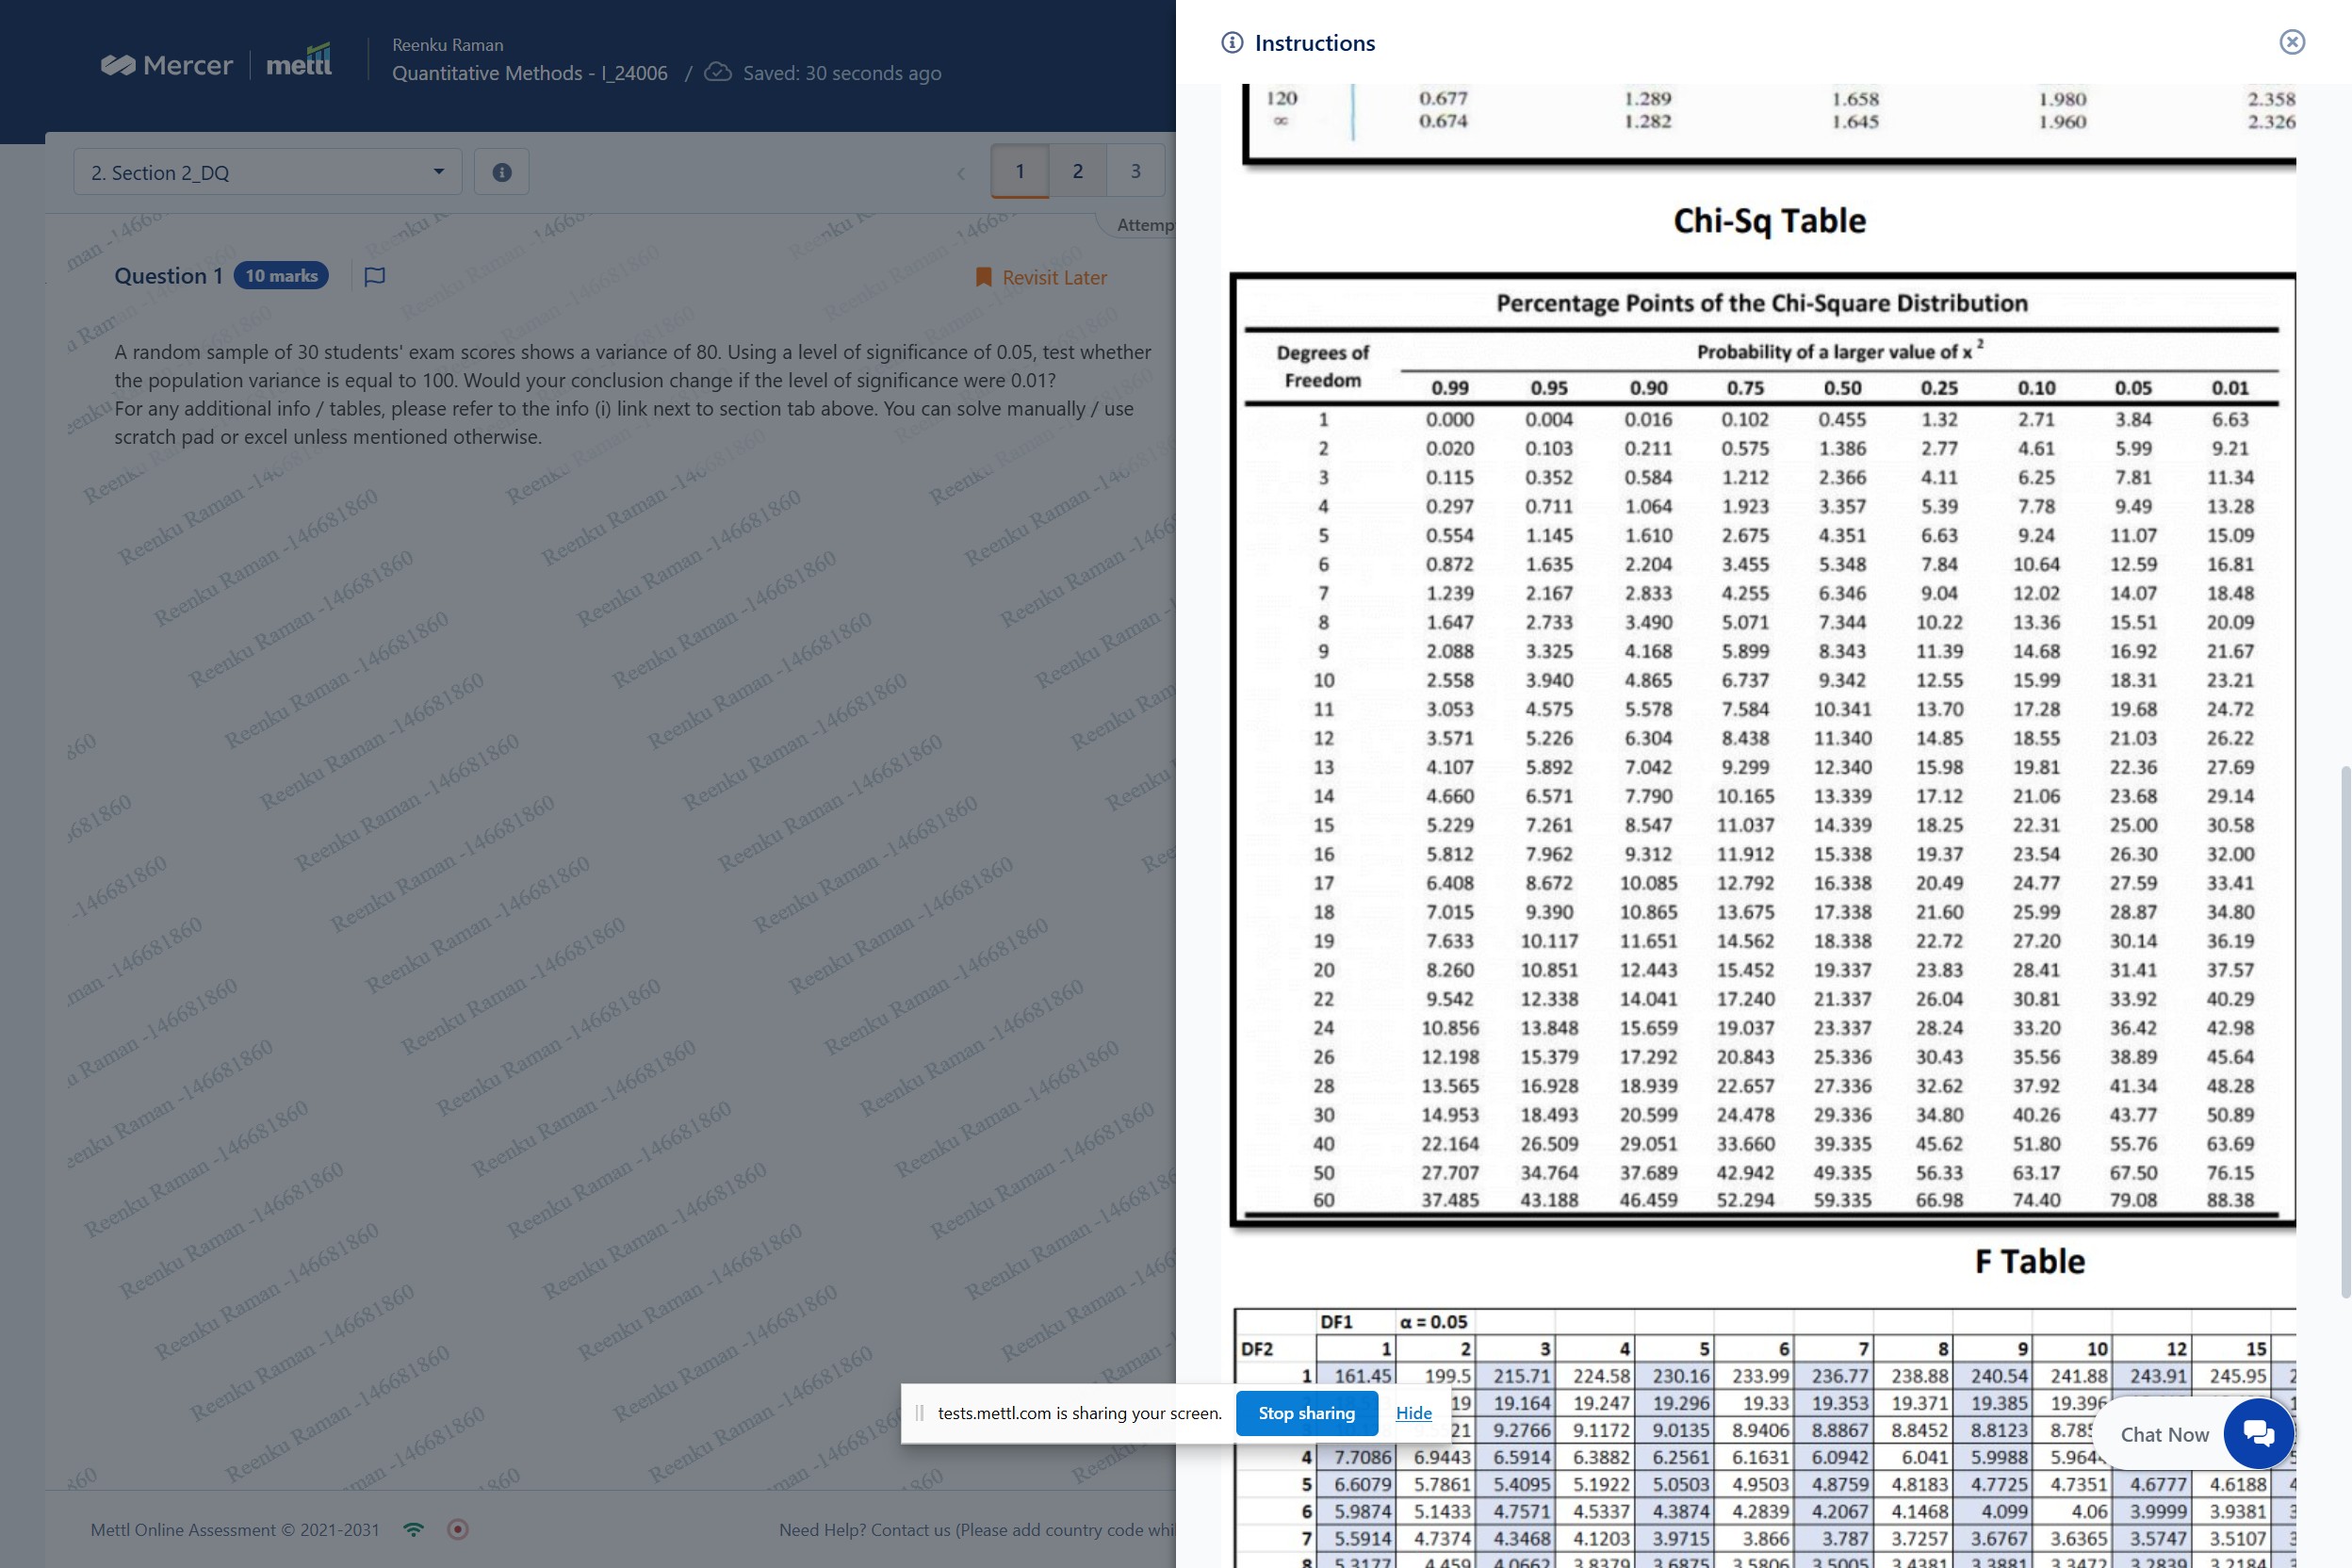 Mercer | mettl
Reenku Raman
Quantitative Methods - I_24006 / Saved: 30 seconds ago
2. Section 2_DQ
1 2 3
Attemp
Question 1 10 marks
Revisit Later
A random sample of 30 students' exam scores shows a variance of 80. Using a level of significance of 0.05, test whether
the population variance is equal to 100. Would your conclusion change if the level of significance were 0.01?
For any additional info / tables, please refer to the info (i) link next to section tab above. You can solve manually / use
scratch pad or excel unless mentioned otherwise.
Reenku Raman -146681860
Mettl Online Assessment © 2021-2031
Need Help? Contact us (Please add country code whi
Instructions
120 0.677 1.289 1.658 1.980 2.358
∞ 0.674 1.282 1.645 1.960 2.326
Chi-Sq Table
Percentage Points of the Chi-Square Distribution
Degrees of Freedom
Probability of a larger value of x 2
0.99 0.95 0.90 0.75 0.50 0.25 0.10 0.05 0.01
1 0.000 0.004 0.016 0.102 0.455 1.32 2.71 3.84 6.63
2 0.020 0.103 0.211 0.575 1.386 2.77 4.61 5.99 9.21
3 0.115 0.352 0.584 1.212 2.366 4.11 6.25 7.81 11.34
4 0.297 0.711 1.064 1.923 3.357 5.39 7.78 9.49 13.28
5 0.554 1.145 1.610 2.675 4.351 6.63 9.24 11.07 15.09
6 0.872 1.635 2.204 3.455 5.348 7.84 10.64 12.59 16.81
7 1.239 2.167 2.833 4.255 6.346 9.04 12.02 14.07 18.48
8 1.647 2.733 3.490 5.071 7.344 10.22 13.36 15.51 20.09
9 2.088 3.325 4.168 5.899 8.343 11.39 14.68 16.92 21.67
10 2.558 3.940 4.865 6.737 9.342 12.55 15.99 18.31 23.21
11 3.053 4.575 5.578 7.584 10.341 13.70 17.28 19.68 24.72
12 3.571 5.226 6.304 8.438 11.340 14.85 18.55 21.03 26.22
13 4.107 5.892 7.042 9.299 12.340 15.98 19.81 22.36 27.69
14 4.660 6.571 7.790 10.165 13.339 17.12 21.06 23.68 29.14
15 5.229 7.261 8.547 11.037 14.339 18.25 22.31 25.00 30.58
16 5.812 7.962 9.312 11.912 15.338 19.37 23.54 26.30 32.00
17 6.408 8.672 10.085 12.792 16.338 20.49 24.77 27.59 33.41
18 7.015 9.390 10.865 13.675 17.338 21.60 25.99 28.87 34.80
19 7.633 10.117 11.651 14.562 18.338 22.72 27.20 30.14 36.19
20 8.260 10.851 12.443 15.452 19.337 23.83 28.41 31.41 37.57
22 9.542 12.338 14.041 17.240 21.337 26.04 30.81 33.92 40.29
24 10.856 13.848 15.659 19.037 23.337 28.24 33.20 36.42 42.98
26 12.198 15.379 17.292 20.843 25.336 30.43 35.56 38.89 45.64
28 13.565 16.928 18.939 22.657 27.336 32.62 37.92 41.34 48.28
30 14.953 18.493 20.599 24.478 29.336 34.80 40.26 43.77 50.89
40 22.164 26.509 29.051 33.660 39.335 45.62 51.80 55.76 63.69
50 27.707 34.764 37.689 42.942 49.335 56.33 63.17 67.50 76.15
60 37.485 43.188 46.459 52.294 59.335 66.98 74.40 79.08 88.38
F Table
DF1 α = 0.05
DF2 1 2 3 4 5 6 7 8 9 10 12 15
1 161.45 199.5 215.71 224.58 230.16 233.99 236.77 238.88 240.54 241.88 243.91 245.95
19 19.164 19.247 19.296 19.33 19.353 19.371 19.385 19.396
21 9.2766 9.1172 9.0135 8.9406 8.8867 8.8452 8.8123 8.785
4 7.7086 6.9443 6.5914 6.3882 6.2561 6.1631 6.0942 6.041 5.9988 5.964
5 6.6079 5.7861 5.4095 5.1922 5.0503 4.9503 4.8759 4.8183 4.7725 4.7351 4.6777 4.6188
6 5.9874 5.1433 4.7571 4.5337 4.3874 4.2839 4.2067 4.1468 4.099 4.06 3.9999 3.9381
7 5.5914 4.7374 4.3468 4.1203 3.9715 3.866 3.787 3.7257 3.6767 3.6365 3.5747 3.5107
8 5.3177 4.459 4.0662 3.8379 3.6875 3.5806 3.5005 3.4381 3.3881 3.3472 3.2839 3.2184
tests.mettl.com is sharing your screen.
Stop sharing
Hide
Chat Now